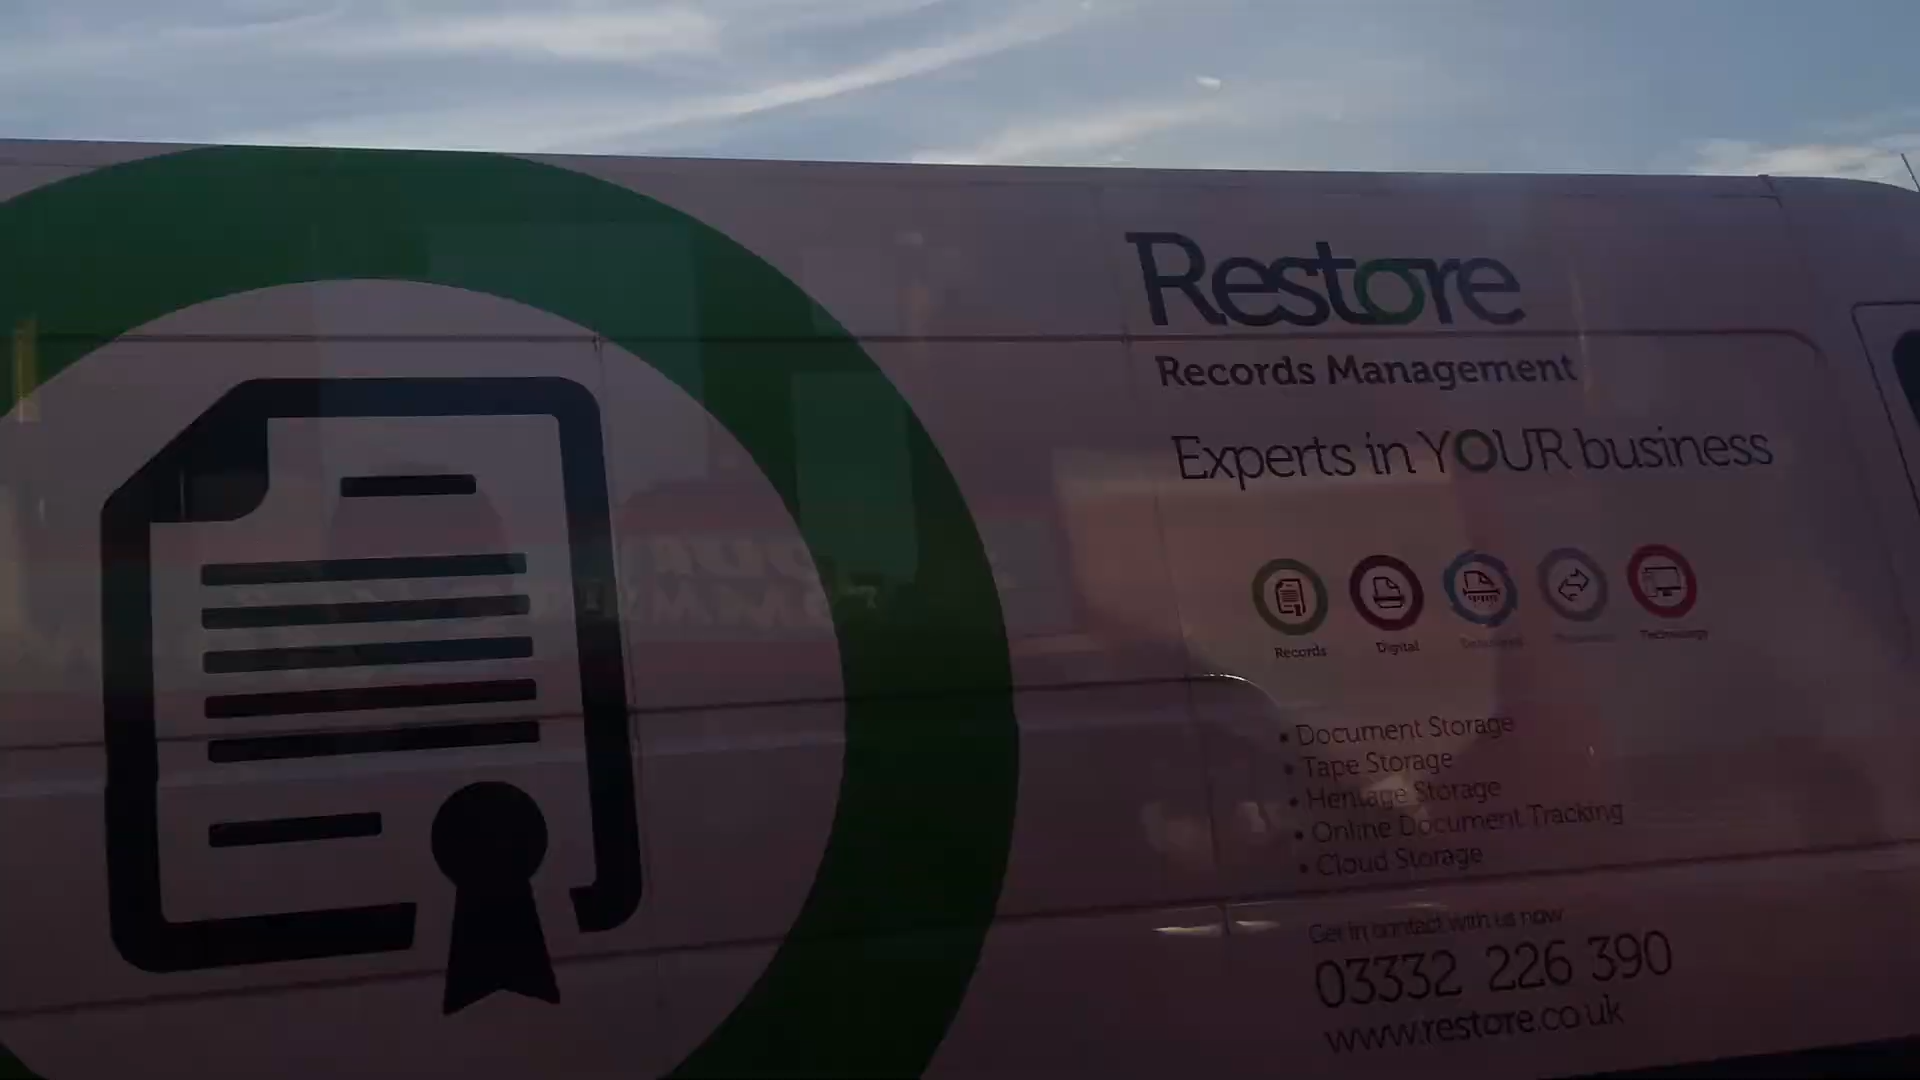 Restore
Records Management
Experts in YOUR business
Records Digital Technology
• Document Storage
• Tape Storage
• Heritage Storage
• Online Document Tracking
• Cloud Storage
Get in contact with us now
03332 226 390
www.restore.co.uk